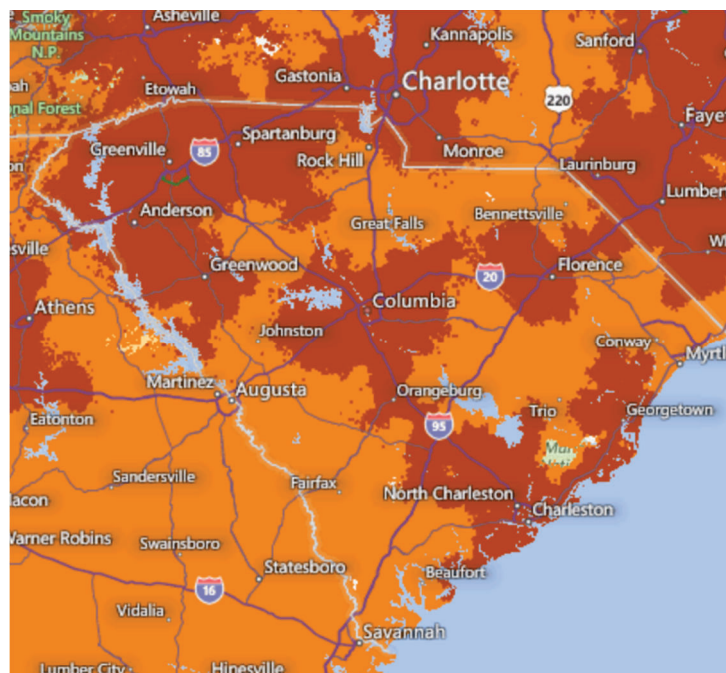 Smoky
Mountains
N.P.
Asheville
Kannapolis
Sanford
Etowah
Gastonia
Charlotte
220
Faye
onal Forest
Spartanburg
Greenville
85
Rock Hill
Monroe
Laurinburg
Lumber
Anderson
Great Falls
Bennettsville
Greenwood
20
Florence
Columbia
Athens
Johnston
Conway
Myrtl
Martinez
Augusta
Orangeburg
Trio
Georgetown
Eatonton
95
Sandersville
Fairfax
North Charleston
Charleston
Macon
Warner Robins
Swainsboro
Statesboro
Beaufort
16
Vidalia
Savannah
Lumber City
Hinesville